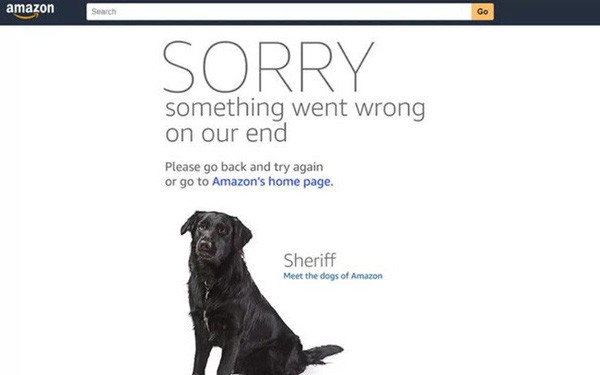 amazon
Search
Go
SORRY
something went wrong
on our end
Please go back and try again
or go to Amazon's home page.
Sheriff
Meet the dogs of Amazon